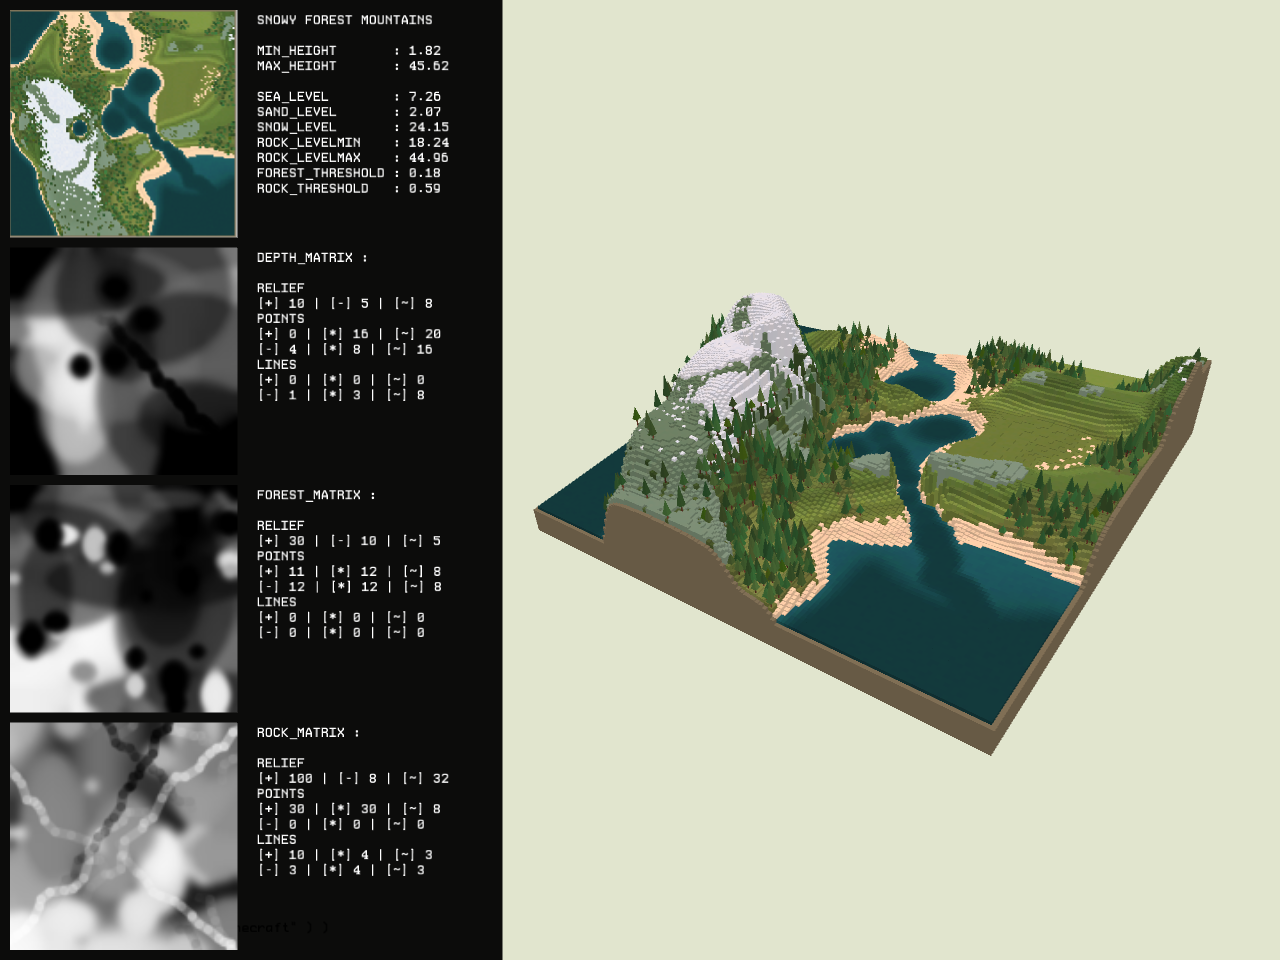 SNOWY FOREST MOUNTAINS
MIN_HEIGHT : 1.82
MAX_HEIGHT : 45.62
SEA_LEVEL : 7.26
SAND_LEVEL : 2.07
SNOW_LEVEL : 24.15
ROCK_LEVELMIN : 18.24
ROCK_LEVELMAX : 44.96
FOREST_THRESHOLD : 0.18
ROCK_THRESHOLD : 0.59
DEPTH_MATRIX :
RELIEF
[+] 10 | [-] 5 | [~] 8
POINTS
[+] 0 | [*] 16 | [~] 20
[-] 4 | [*] 8 | [~] 16
LINES
[+] 0 | [*] 0 | [~] 0
[-] 1 | [*] 3 | [~] 8
FOREST_MATRIX :
RELIEF
[+] 30 | [-] 10 | [~] 5
POINTS
[+] 11 | [*] 12 | [~] 8
[-] 12 | [*] 12 | [~] 8
LINES
[+] 0 | [*] 0 | [~] 0
[-] 0 | [*] 0 | [~] 0
ROCK_MATRIX :
RELIEF
[+] 100 | [-] 8 | [~] 32
POINTS
[+] 30 | [*] 30 | [~] 8
[-] 0 | [*] 0 | [~] 0
LINES
[+] 10 | [*] 4 | [~] 3
[-] 3 | [*] 4 | [~] 3